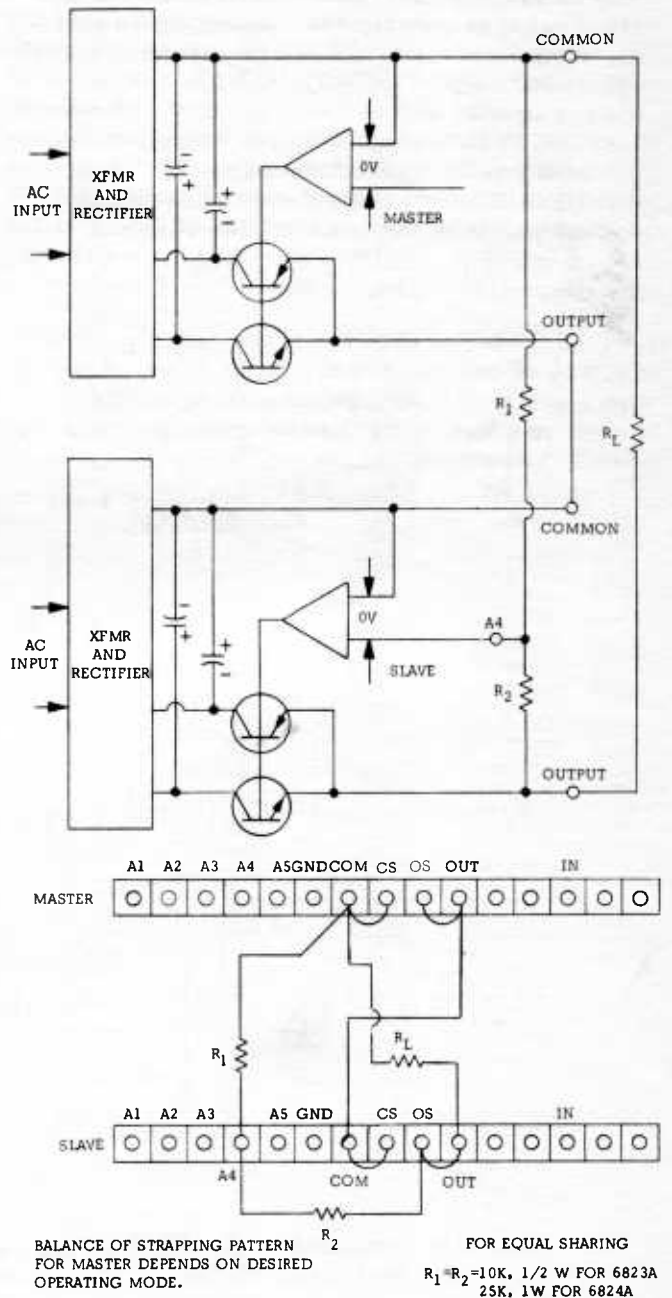 COMMON
XFMR
AND
RECTIFIER
AC
INPUT
0V
MASTER
OUTPUT
R1
RL
COMMON
XFMR
AND
RECTIFIER
AC
INPUT
0V
A4
SLAVE
R2
OUTPUT
A1 A2 A3 A4 A5 GND COM CS OS OUT IN
MASTER
R1
RL
A1 A2 A3 A5 GND CS OS IN
SLAVE
A4 COM OUT
R2
BALANCE OF STRAPPING PATTERN
FOR MASTER DEPENDS ON DESIRED
OPERATING MODE.
FOR EQUAL SHARING
R1=R2=10K, 1/2 W FOR 6823A
25K, 1W FOR 6824A